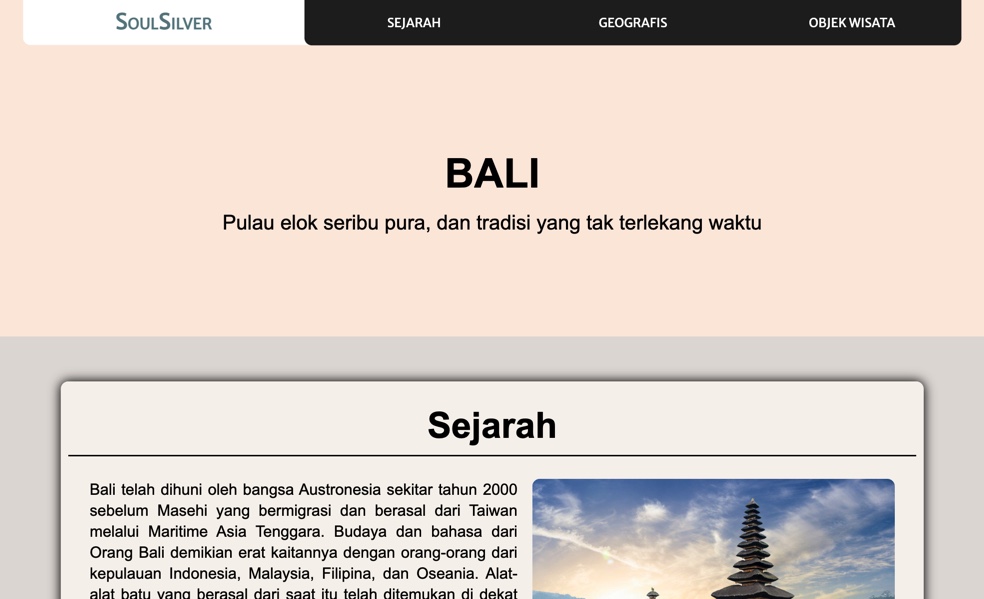 SOULSILVER
SEJARAH
GEOGRAFIS
OBJEK WISATA
BALI
Pulau elok seribu pura, dan tradisi yang tak terlekang waktu
Sejarah
Bali telah dihuni oleh bangsa Austronesia sekitar tahun 2000
sebelum Masehi yang bermigrasi dan berasal dari Taiwan
melalui Maritime Asia Tenggara. Budaya dan bahasa dari
Orang Bali demikian erat kaitannya dengan orang-orang dari
kepulauan Indonesia, Malaysia, Filipina, dan Oseania. Alat-
alat batu yang berasal dari saat itu telah ditemukan di dekat